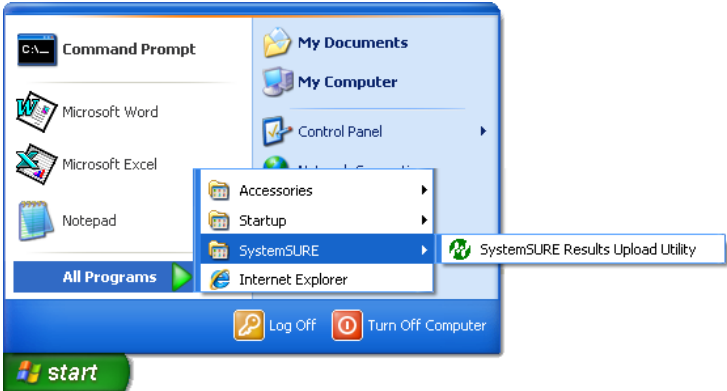 C:\_
Command Prompt
Microsoft Word
Microsoft Excel
Notepad
All Programs
My Documents
My Computer
Control Panel
Accessories
Startup
SystemSURE
Internet Explorer
SystemSURE Results Upload Utility
Log Off
Turn Off Computer
start